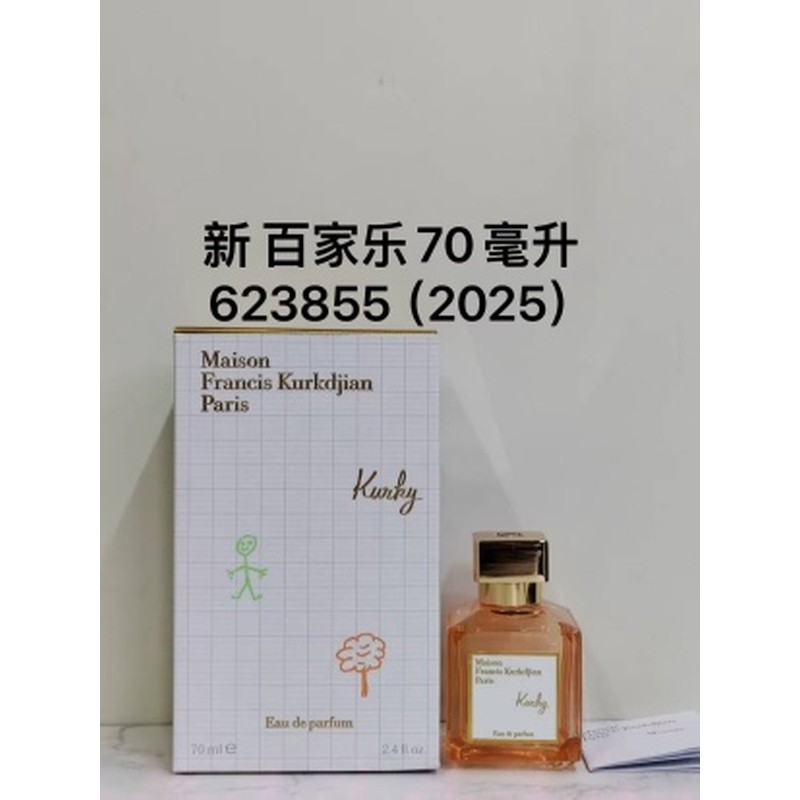 新 百家乐 70 毫升
623855 (2025)
Maison
Francis Kurkdjian
Paris
Kurky
Eau de parfum
70 ml ℮ 2.4 fl.oz.
Maison
Francis Kurkdjian
Paris
Kurky
Eau de parfum